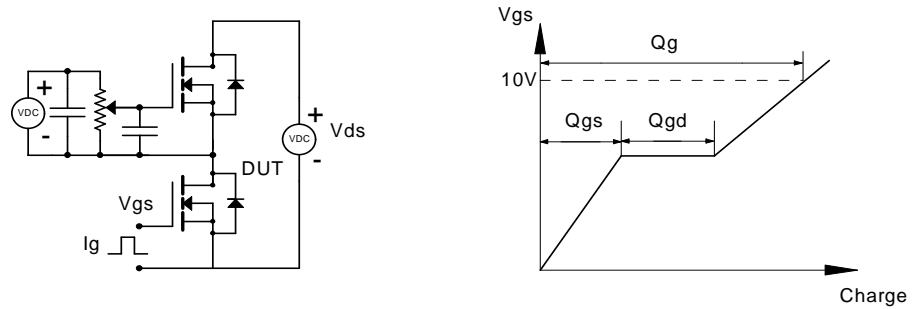 +
VDC
-
+
VDC
-
Vds
DUT
Vgs
Ig
Vgs
Qg
10V
Qgs
Qgd
Charge